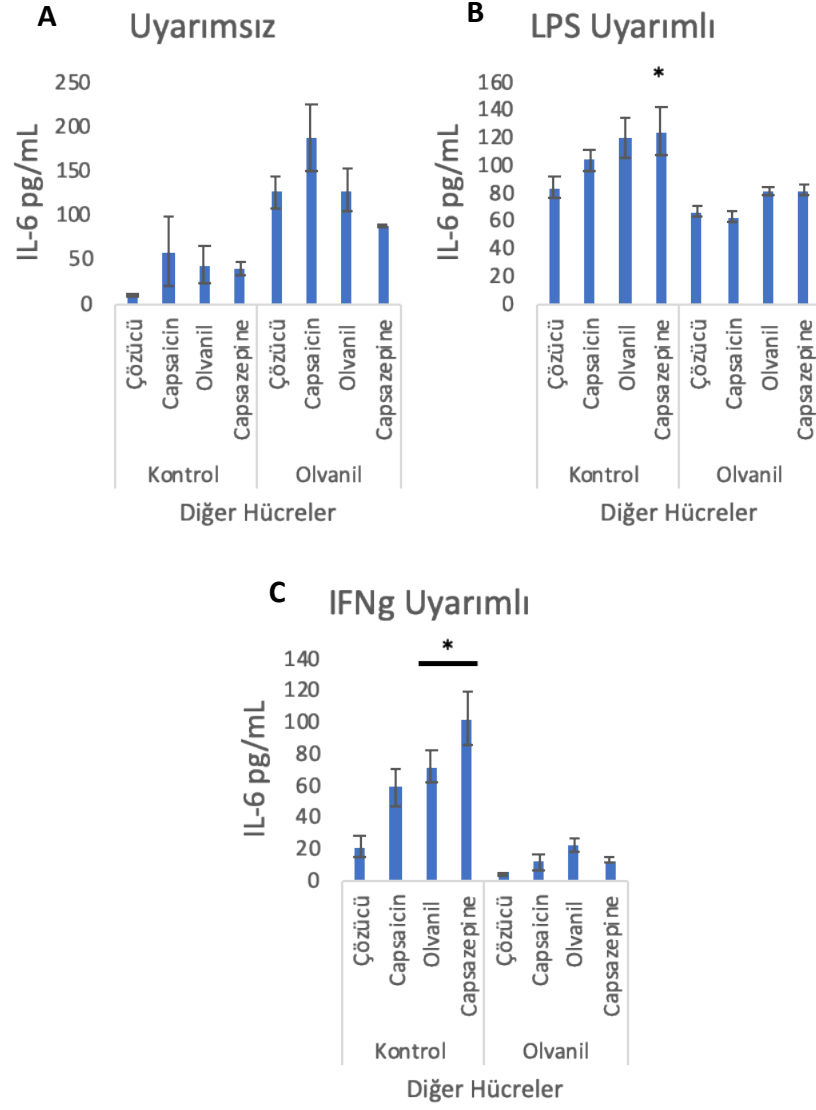 A
Uyarımsız
IL-6 pg/mL
250
200
150
100
50
0
Çözücü
Capsaicin
Olvanil
Capsazepine
Çözücü
Capsaicin
Olvanil
Capsazepine
Kontrol
Olvanil
Diğer Hücreler
B
LPS Uyarımlı
IL-6 pg/mL
160
140
120
100
80
60
40
20
0
*
Çözücü
Capsaicin
Olvanil
Capsazepine
Çözücü
Capsaicin
Olvanil
Capsazepine
Kontrol
Olvanil
Diğer Hücreler
C
IFNg Uyarımlı
IL-6 pg/mL
140
120
100
80
60
40
20
0
*
Çözücü
Capsaicin
Olvanil
Capsazepine
Çözücü
Capsaicin
Olvanil
Capsazepine
Kontrol
Olvanil
Diğer Hücreler